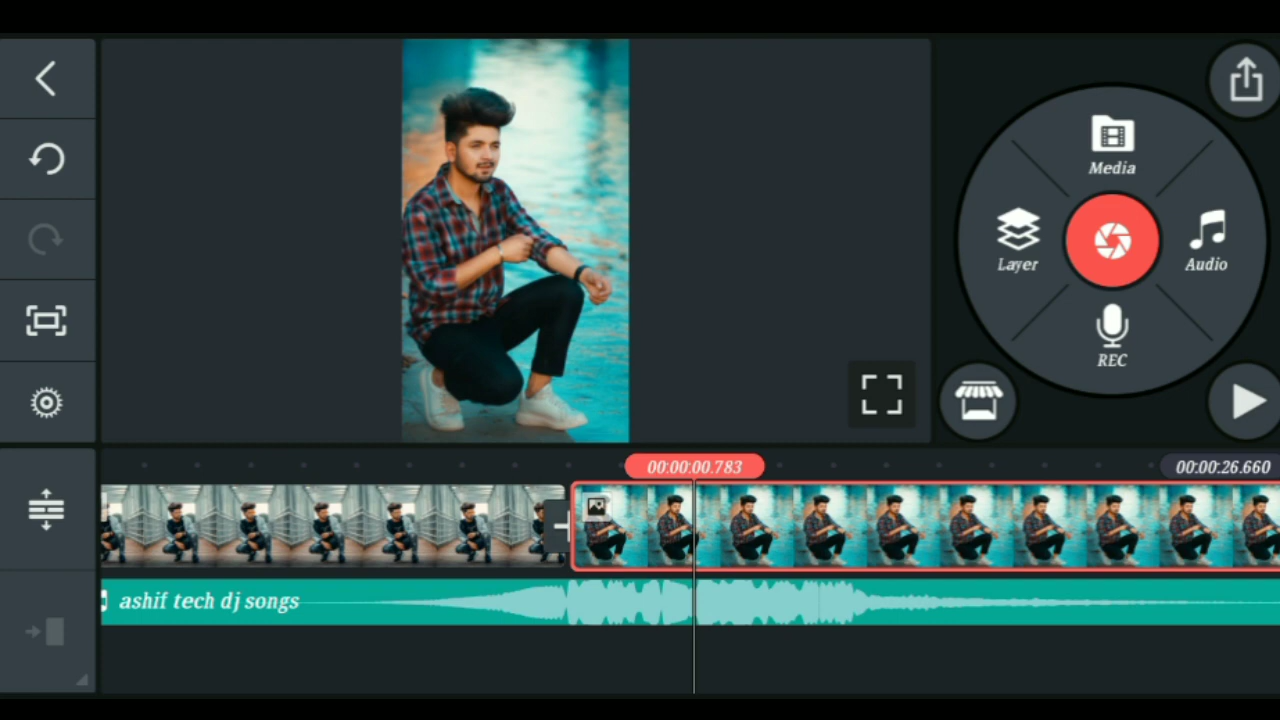 Media
Layer
Audio
REC
00:00:00.783
00:00:26.660
ashif tech dj songs